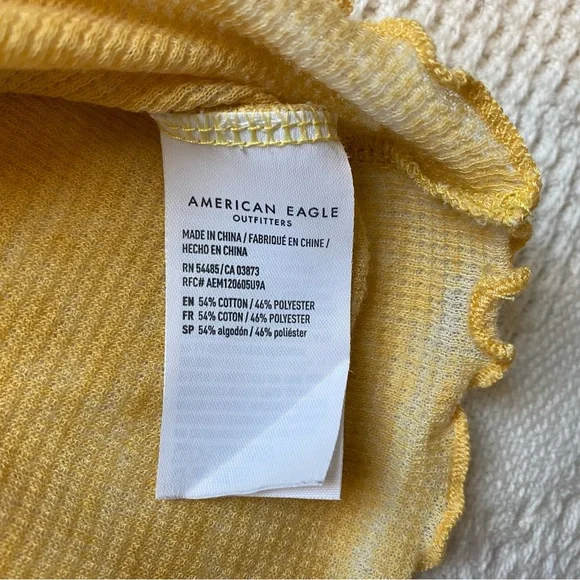 AMERICAN EAGLE
OUTFITTERS
MADE IN CHINA / FABRIQUÉ EN CHINE /
HECHO EN CHINA
RN 54485 / CA 03873
RFC# AEM120605U9A
EN 54% COTTON / 46% POLYESTER
FR 54% COTON / 46% POLYESTER
SP 54% algodón / 46% poliéster